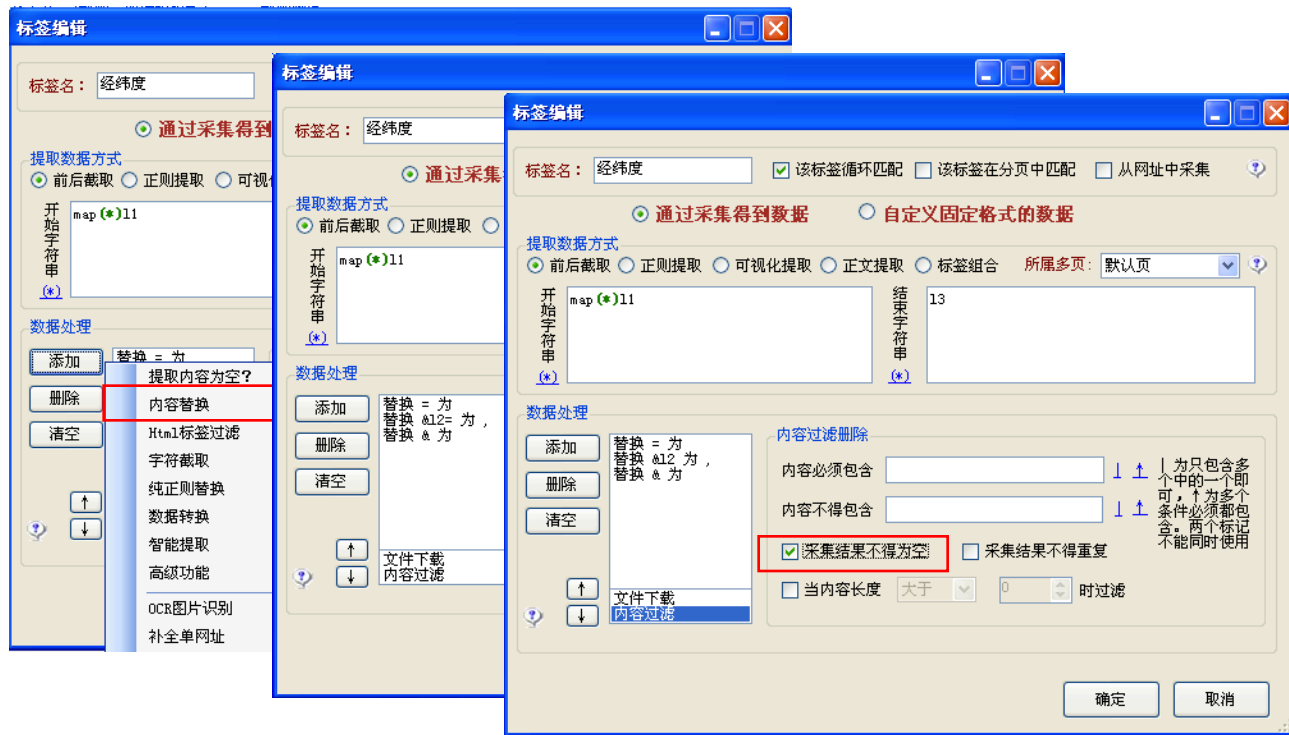 标签编辑
标签名： 经纬度
通过采集得到
提取数据方式
前后截取 正则提取 可视
开始字符串
map(*)l1
(*)
数据处理
添加
替换 = 为
删除
清空
提取内容为空?
内容替换
Html标签过滤
字符截取
纯正则替换
数据转换
智能提取
高级功能
OCR图片识别
补全单网址
标签编辑
标签名： 经纬度
通过采集
提取数据方式
前后截取 正则提取
开始字符串
map(*)l1
(*)
数据处理
添加
删除
清空
替换 = 为
替换 &l2= 为 ,
替换 & 为
文件下载
内容过滤
标签编辑
标签名： 经纬度 该标签循环匹配 该标签在分页中匹配 从网址中采集
通过采集得到数据 自定义固定格式的数据
提取数据方式
前后截取 正则提取 可视化提取 正文提取 标签组合 所属多页: 默认页
开始字符串
map(*)l1
(*)
结束字符串
l3
(*)
数据处理
添加
删除
清空
替换 = 为
替换 &l2 为 ,
替换 & 为
文件下载
内容过滤
内容过滤删除
内容必须包含
内容不得包含
采集结果不得为空 采集结果不得重复
当内容长度 大于 0 时过滤
丨为只包含多
个中的一个即
可，↑为多个
条件必须都包
含。两个标记
不能同时使用
确定 取消